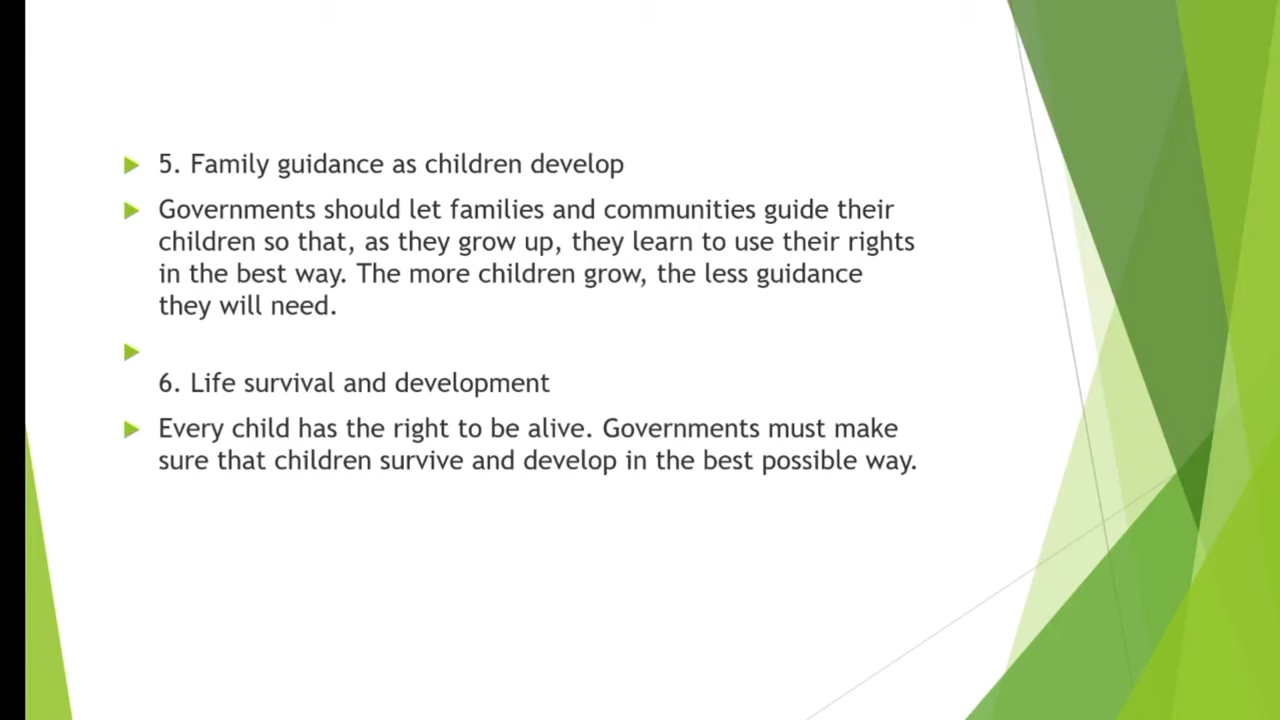 5. Family guidance as children develop
Governments should let families and communities guide their
children so that, as they grow up, they learn to use their rights
in the best way. The more children grow, the less guidance
they will need.
6. Life survival and development
Every child has the right to be alive. Governments must make
sure that children survive and develop in the best possible way.